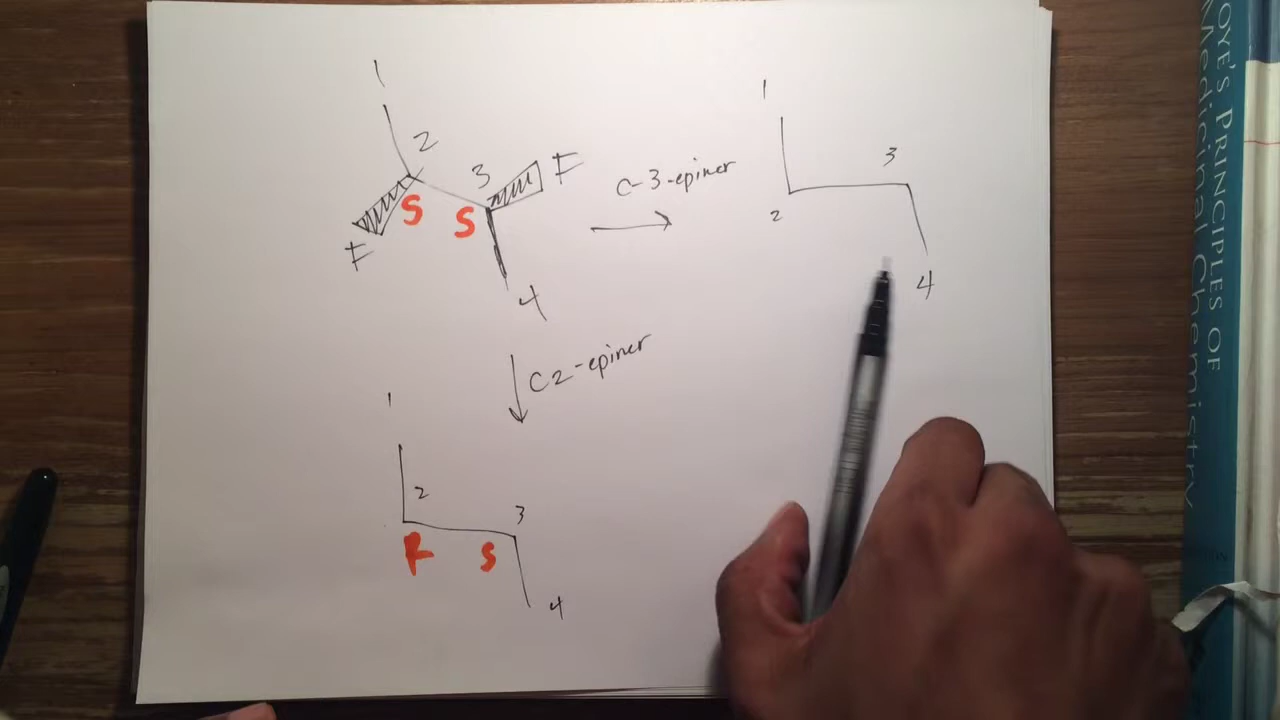 1
2
3
F
F
S
S
4
C-3-epimer
1
2
3
4
C2-epimer
1
2
3
R
S
4
OYE'S PRINCIPLES OF
Medicinal Chemistry